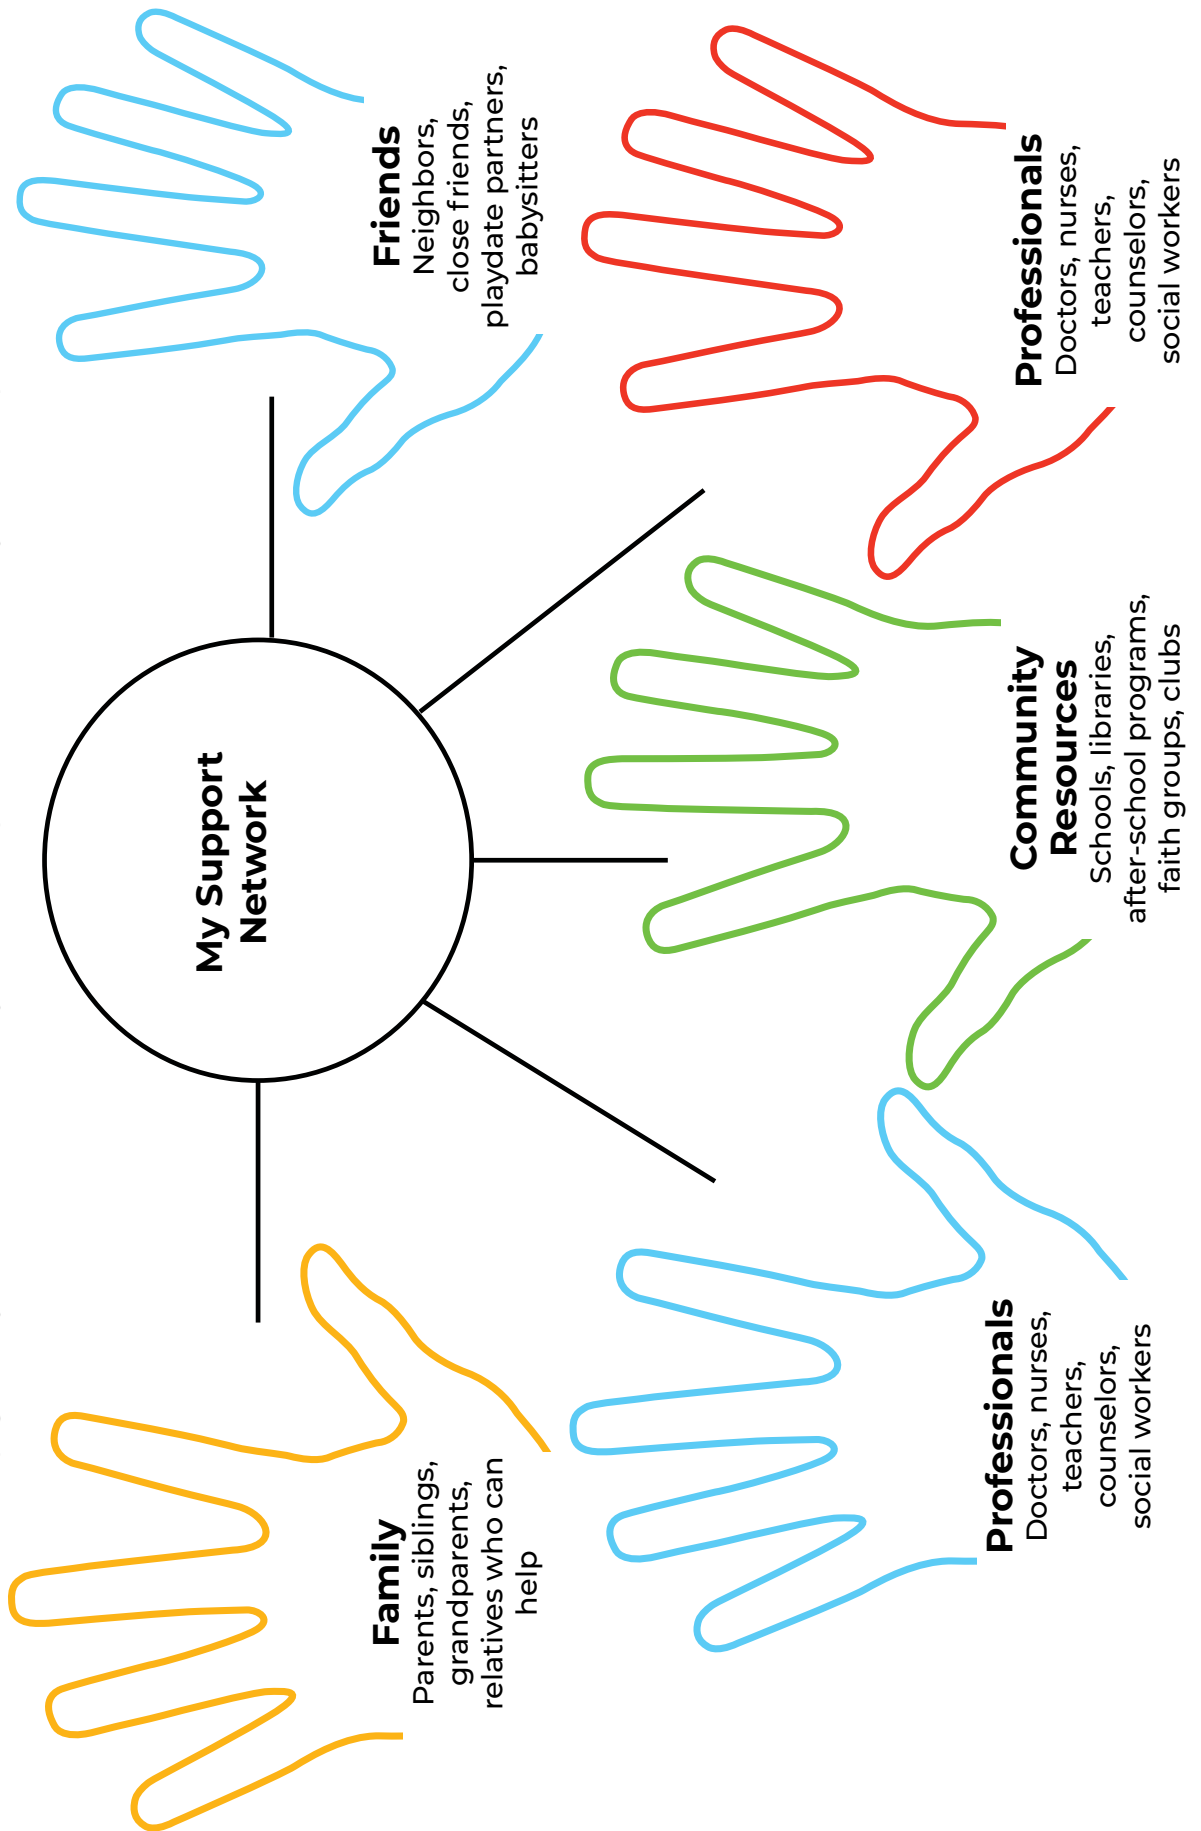 My Support
Network
Family
Parents, siblings,
grandparents,
relatives who can
help
Friends
Neighbors,
close friends,
playdate partners,
babysitters
Professionals
Doctors, nurses,
teachers,
counselors,
social workers
Community
Resources
Schools, libraries,
after-school programs,
faith groups, clubs
Professionals
Doctors, nurses,
teachers,
counselors,
social workers